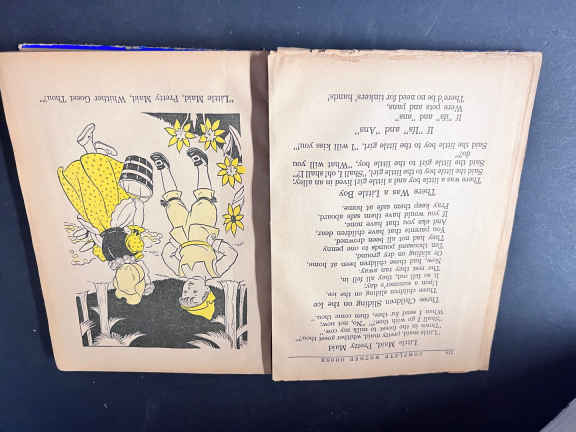 COMPLETE MOTHER GOOSE
Little Maid, Pretty Maid
"Little maid, pretty maid, whither goest thou?"
"Down in the forest to milk my cow."
"Shall I go with thee?" "No, not now,
When I send for thee, then come thou."
Three Children Sliding on the Ice
Three children sliding on the ice,
Upon a summer's day;
It so fell out, they all fell in,
The rest they ran away.
Now, had those children been at home,
Or sliding on dry ground,
Ten thousand pounds to one penny
They had not all been drowned.
You parents that have children dear,
And eke you that have none,
If you would have them safe abroad,
Pray keep them safe at home.
There Was a Little Boy
There was a little boy and a little girl lived in an alley;
Said the little boy to the little girl, "Shall I, oh! shall I?"
Said the little girl to the little boy, "What will you
do?"
Said the little boy to the little girl, "I will kiss you!"
If "Ifs" and "Ans"
If "ifs" and "ans"
Were pots and pans,
There'd be no need for tinkers' hands!
"Little Maid, Pretty Maid, Whither Goest Thou?"